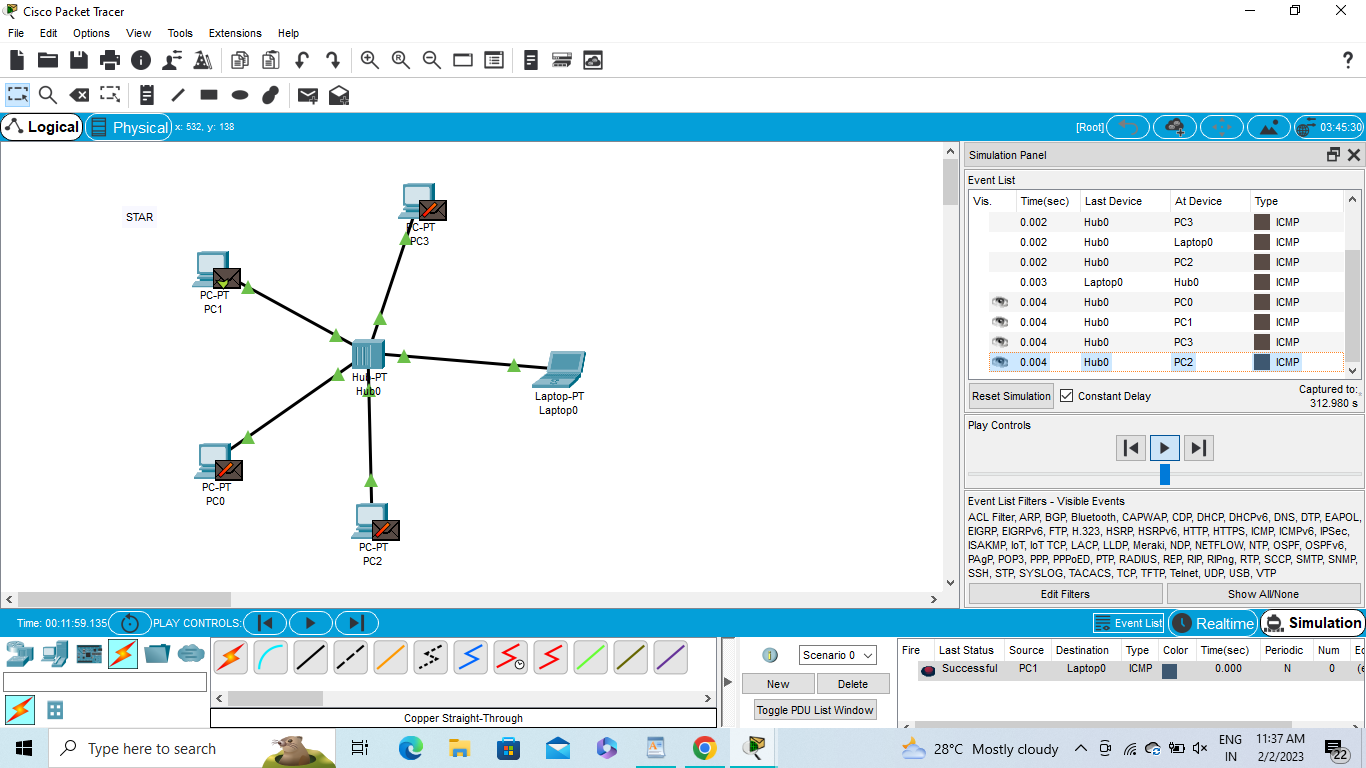 Cisco Packet Tracer
File Edit Options View Tools Extensions Help
Logical Physical x: 532, y: 138 [Root] 03:45:30
STAR
PC-PT
PC3
PC-PT
PC1
Hub-PT
Hub0
Laptop-PT
Laptop0
PC-PT
PC0
PC-PT
PC2
Simulation Panel
Event List
Vis. Time(sec) Last Device At Device Type
0.002 Hub0 PC3 ICMP
0.002 Hub0 Laptop0 ICMP
0.002 Hub0 PC2 ICMP
0.003 Laptop0 Hub0 ICMP
0.004 Hub0 PC0 ICMP
0.004 Hub0 PC1 ICMP
0.004 Hub0 PC3 ICMP
0.004 Hub0 PC2 ICMP
Reset Simulation Constant Delay Captured to:
312.980 s
Play Controls
Event List Filters - Visible Events
ACL Filter, ARP, BGP, Bluetooth, CAPWAP, CDP, DHCP, DHCPv6, DNS, DTP, EAPOL,
EIGRP, EIGRPv6, FTP, H.323, HSRP, HSRPv6, HTTP, HTTPS, ICMP, ICMPv6, IPSec,
ISAKMP, IoT, IoT TCP, LACP, LLDP, Meraki, NDP, NETFLOW, NTP, OSPF, OSPFv6,
PAgP, POP3, PPP, PPPoED, PTP, RADIUS, REP, RIP, RIPng, RTP, SCCP, SMTP, SNMP,
SSH, STP, SYSLOG, TACACS, TCP, TFTP, Telnet, UDP, USB, VTP
Edit Filters Show All/None
Time: 00:11:59.135 PLAY CONTROLS: Event List Realtime Simulation
Scenario 0
New Delete
Toggle PDU List Window
Fire Last Status Source Destination Type Color Time(sec) Periodic Num Ec
Successful PC1 Laptop0 ICMP 0.000 N 0 (e
Copper Straight-Through
Type here to search
28°C Mostly cloudy
ENG
IN
11:37 AM
2/2/2023
22